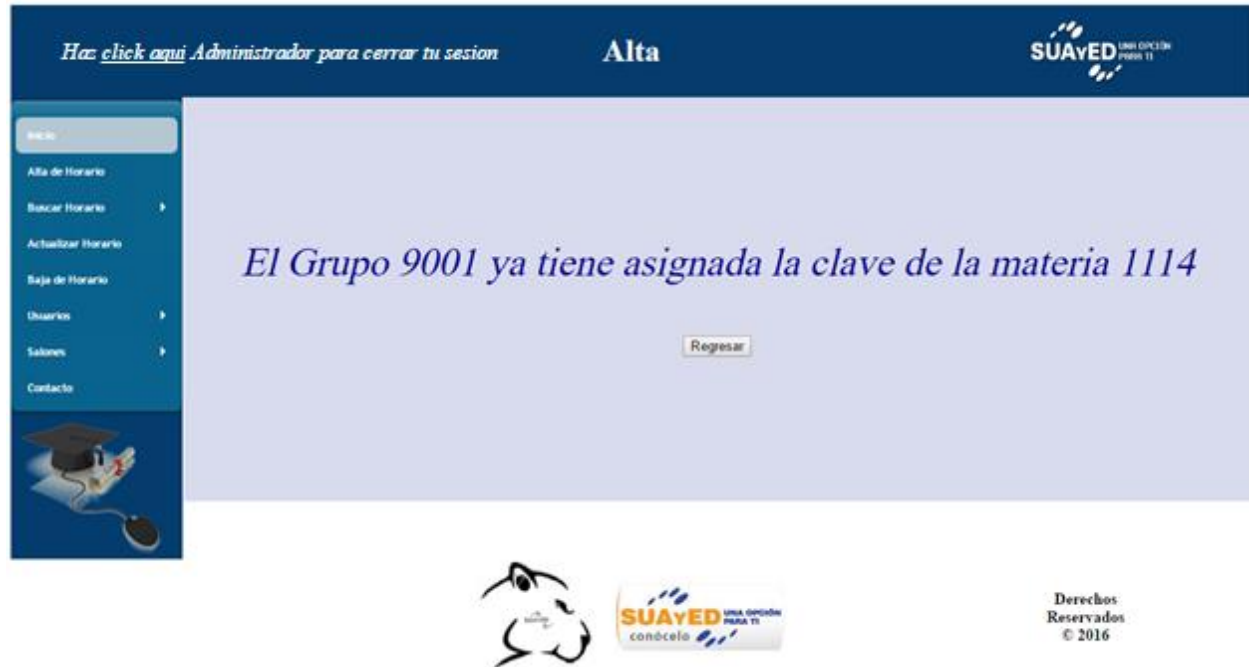 Haz click aqui Administrador para cerrar tu sesion
Alta
SUAyED UNA OPCIÓN
PARA TI
Inicio
Alta de Horario
Buscar Horario
Actualizar Horario
Baja de Horario
Usuarios
Salones
Contacto
El Grupo 9001 ya tiene asignada la clave de la materia 1114
Regresar
SUAyED UNA OPCIÓN
PARA TI
conócelo
Derechos
Reservados
© 2016